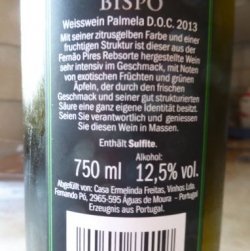 BISPO
Weisswein Palmela D.O.C. 2013
Mit seiner zitrusgelben Farbe und einer
fruchtigen Struktur ist dieser aus der
Fernão Pires Rebsorte hergestellte Wein
sehr intensiv im Geschmack, mit Noten
von exotischen Früchten und grünen
Äpfeln, der durch den frischen
Geschmack und seiner gut strukturierten
Säure eine ganz eigene Identität besitzt.
Seien Sie verantwortlich und geniessen
Sie diesen Wein in Massen.
Enthält Sulfite.
Alkohol:
750 ml 12,5% vol.
Abgefüllt von: Casa Ermelinda Freitas, Vinhos Lda.
Fernando Pó, 2965-595 Águas de Moura - Portugal
Erzeugnis aus Portugal.